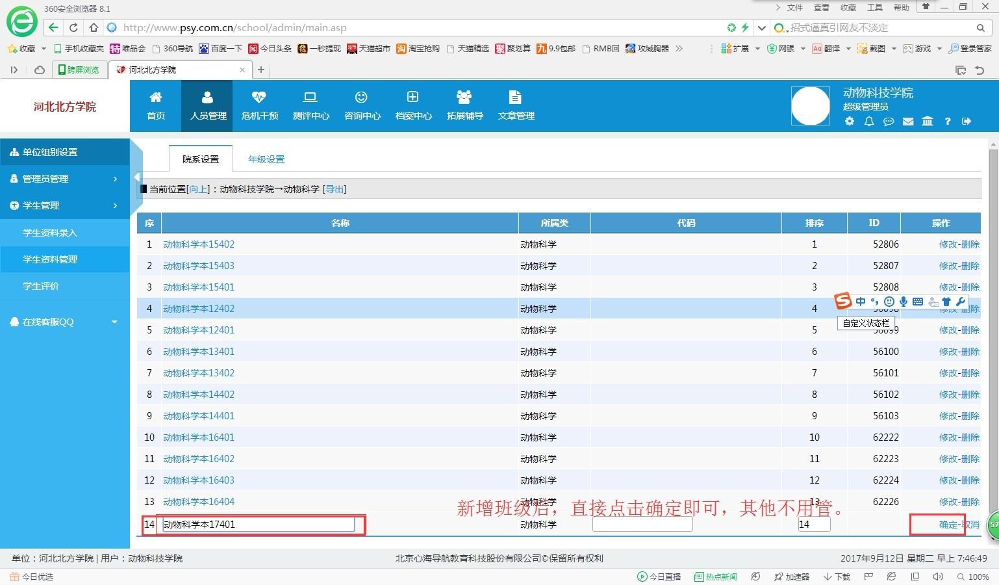 360安全浏览器 8.1
文件 查看 收藏 工具 帮助
http://www.psy.com.cn/school/admin/main.asp
招式逼真引网友不淡定
收藏 手机收藏夹 特 唯品会 360导航 百度一下 闻 今日头条 一秒提现 天猫超市 淘 淘宝抢购 天猫精选 聚 聚划算 九 9.9包邮 RMB回 攻城胸器 扩展 网银 Aa 翻译 截图 游戏 登录管家
跨屏浏览 河北北方学院
河北北方学院
首页 人员管理 危机干预 测评中心 咨询中心 档案中心 拓展辅导 文章管理
动物科技学院
超级管理员
单位组别设置
管理员管理
学生管理
学生资料录入
学生资料管理
学生评价
在线客服QQ
院系设置 年级设置
当前位置[向上]：动物科技学院→动物科学 [导出]
序 名称 所属类 代码 排序 ID 操作
1 动物科学本15402 动物科学 1 52806 修改-删除
2 动物科学本15403 动物科学 2 52807 修改-删除
3 动物科学本15401 动物科学 3 52808 修改-删除
中
4 动物科学本12402 动物科学 4 修改-删除
自定义状态栏
5 动物科学本12401 动物科学 5 修改-删除
6 动物科学本13401 动物科学 6 56100 修改-删除
7 动物科学本13402 动物科学 7 56101 修改-删除
8 动物科学本14402 动物科学 8 56102 修改-删除
9 动物科学本14401 动物科学 9 56103 修改-删除
10 动物科学本16401 动物科学 10 62222 修改-删除
11 动物科学本16402 动物科学 11 62223 修改-删除
12 动物科学本16403 动物科学 12 62224 修改-删除
13 动物科学本16404 动物科学 13 62226 修改-删除
新增班级后，直接点击确定即可，其他不用管。
14 动物科学本17401 动物科学 14 确定-取消
57
单位：河北北方学院 | 用户：动物科技学院
北京心海导航教育科技股份有限公司©保留所有权利
2017年9月12日 星期二 早上 7:46:49
今日优选 今日直播 热点新闻 加速器 下载 100%